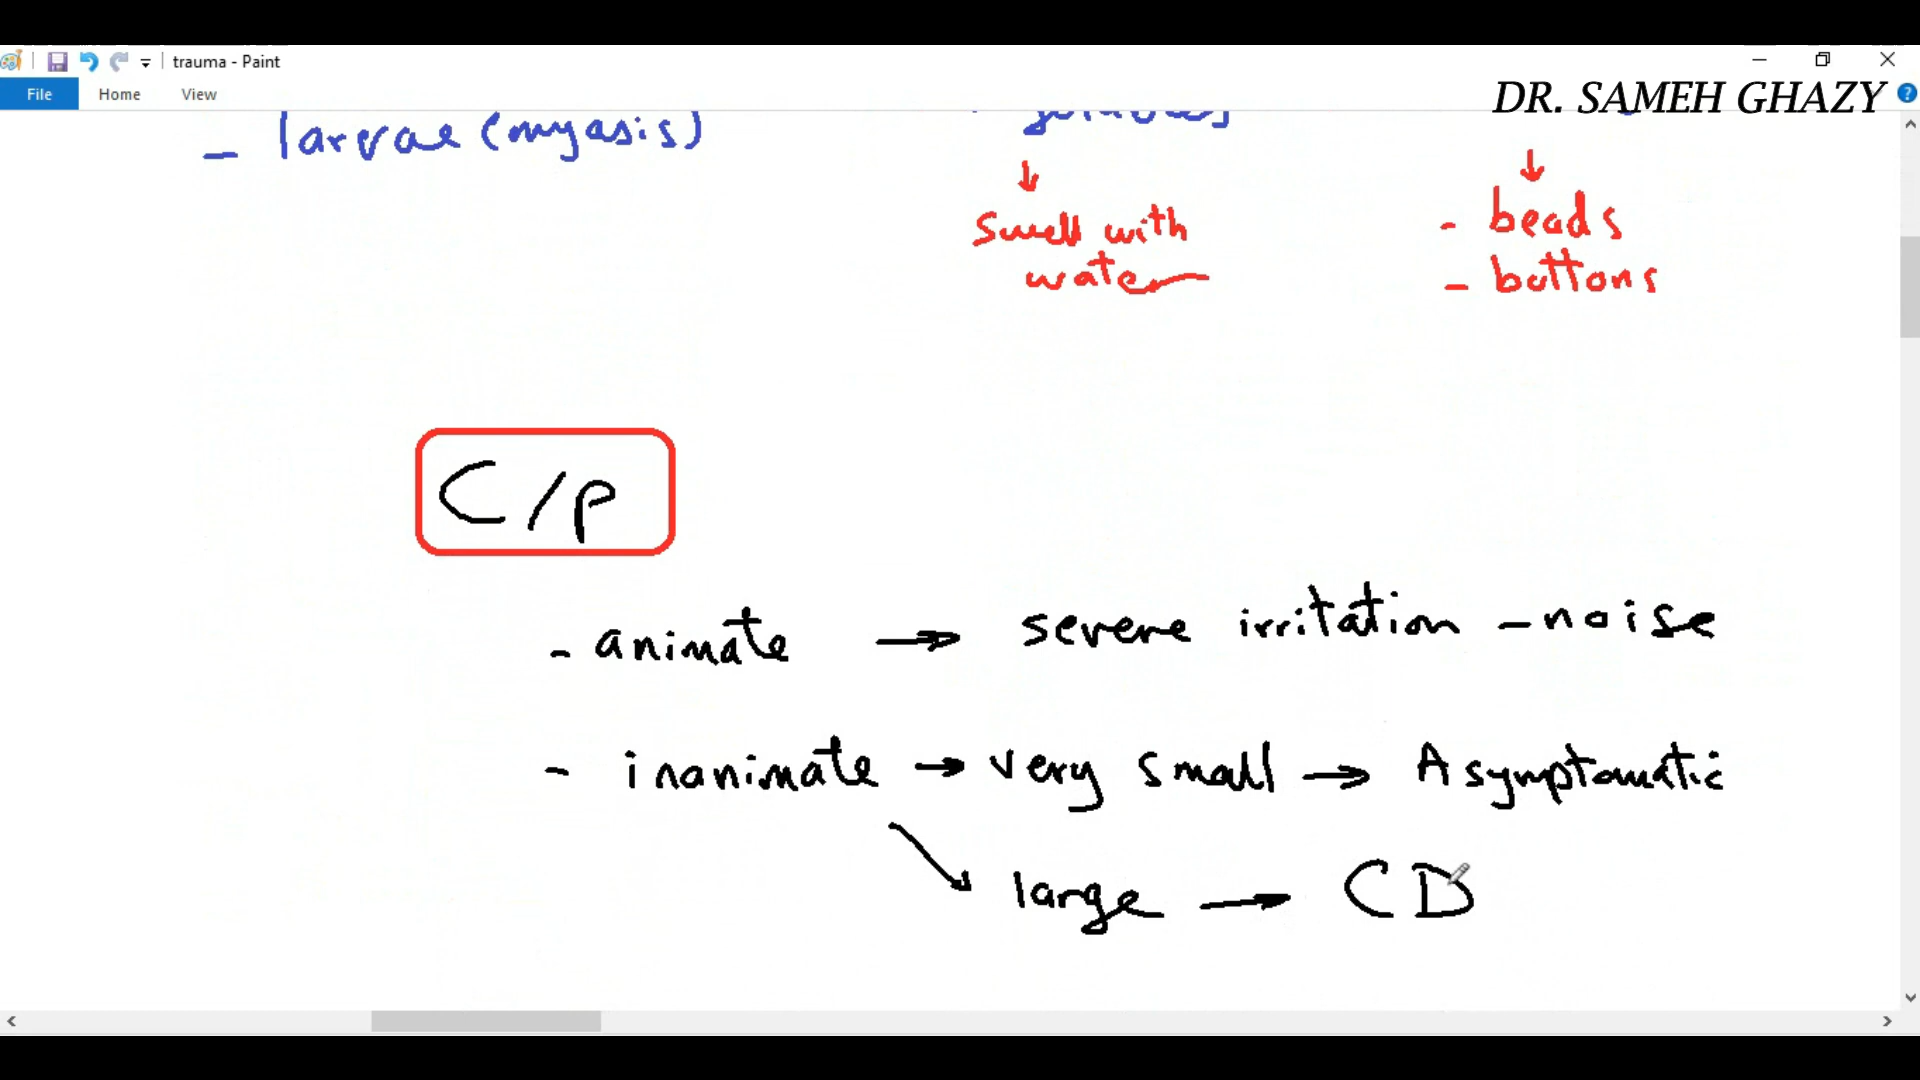 trauma - Paint
File Home View
DR. SAMEH GHAZY
- larvae (myasis)
↓
↓
Swell with
water
- beads
- buttons
C/P
- animate → severe irritation - noise
- inanimate → very small → Asymptomatic
↘ large → CD